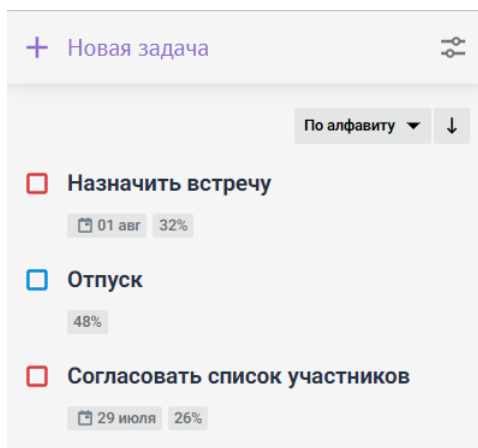 Новая задача
По алфавиту
Назначить встречу
01 авг 32%
Отпуск
48%
Согласовать список участников
29 июля 26%